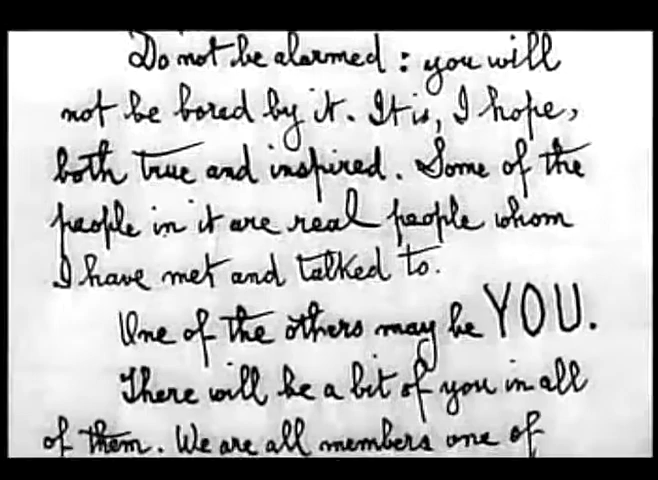 Do not be alarmed : you will
not be bored by it. It is, I hope,
both true and inspired. Some of the
people in it are real people whom
I have met and talked to.
One of the others may be YOU.
There will be a bit of you in all
of them. We are all members one of